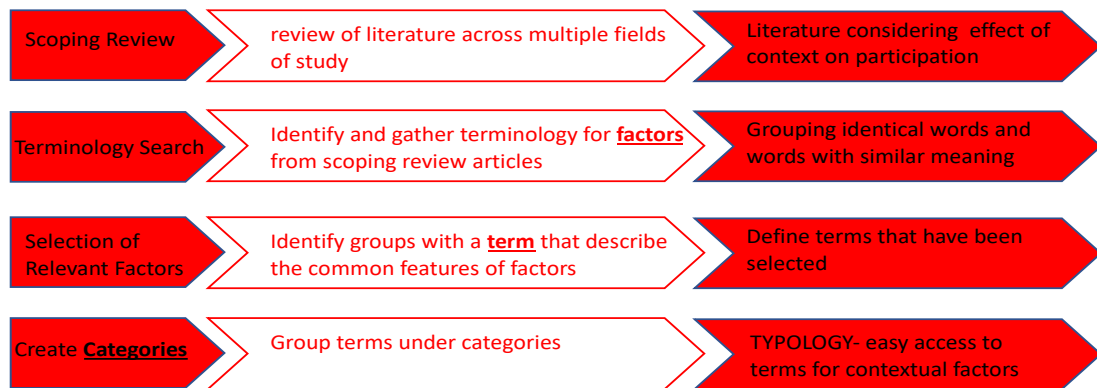 Scoping Review
review of literature across multiple fields
of study
Literature considering  effect of
context on participation
Terminology Search
Identify and gather terminology for factors
from scoping review articles
Grouping identical words and
words with similar meaning
Selection of
Relevant Factors
Identify groups with a term that describe
the common features of factors
Define terms that have been
selected
Create Categories
Group terms under categories
TYPOLOGY- easy access to
terms for contextual factors